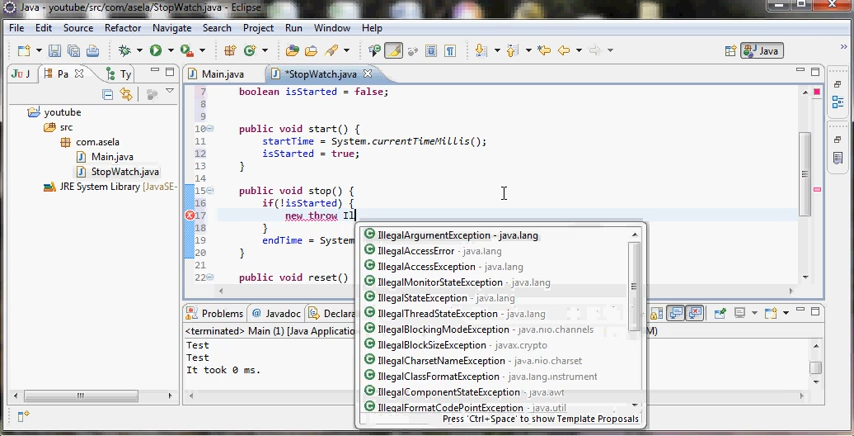 Java - youtube/src/com/asela/StopWatch.java - Eclipse
File Edit Source Refactor Navigate Search Project Run Window Help
Java
Ju J Pa Ty
Main.java *StopWatch.java
youtube
src
com.asela
Main.java
StopWatch.java
JRE System Library [JavaSE-
7 boolean isStarted = false;
8
9
10 public void start() {
11 startTime = System.currentTimeMillis();
12 isStarted = true;
13 }
14
15 public void stop() {
16 if(!isStarted) {
17 new throw Il
18 }
19 endTime = System
20 }
21
22 public void reset()
IllegalArgumentException - java.lang
IllegalAccessError - java.lang
IllegalAccessException - java.lang
IllegalMonitorStateException - java.lang
IllegalStateException - java.lang
IllegalThreadStateException - java.lang
IllegalBlockingModeException - java.nio.channels
IllegalBlockSizeException - javax.crypto
IllegalCharsetNameException - java.nio.charset
IllegalClassFormatException - java.lang.instrument
IllegalComponentStateException - java.awt
IllegalFormatCodePointException - java.util
Press 'Ctrl+Space' to show Template Proposals
Problems @ Javadoc Declara
<terminated> Main (1) [Java Application M)
Test
Test
It took 0 ms.